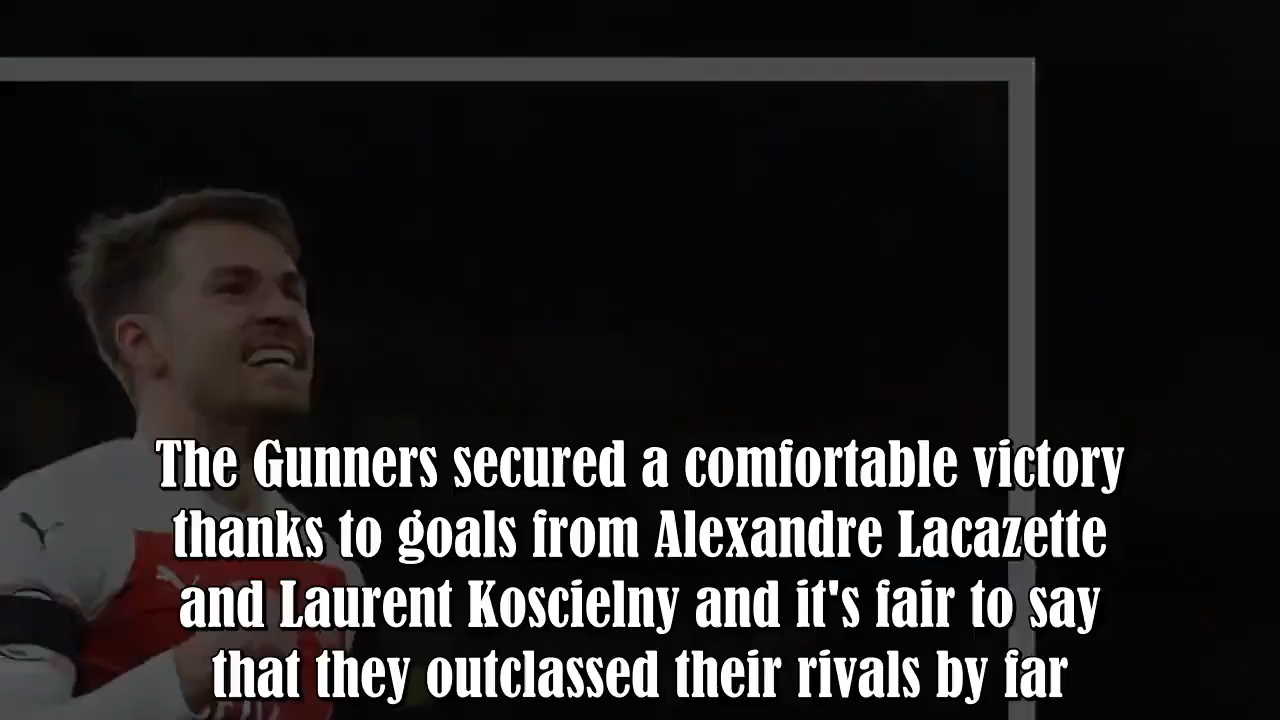 The Gunners secured a comfortable victory
thanks to goals from Alexandre Lacazette
and Laurent Koscielny and it's fair to say
that they outclassed their rivals by far